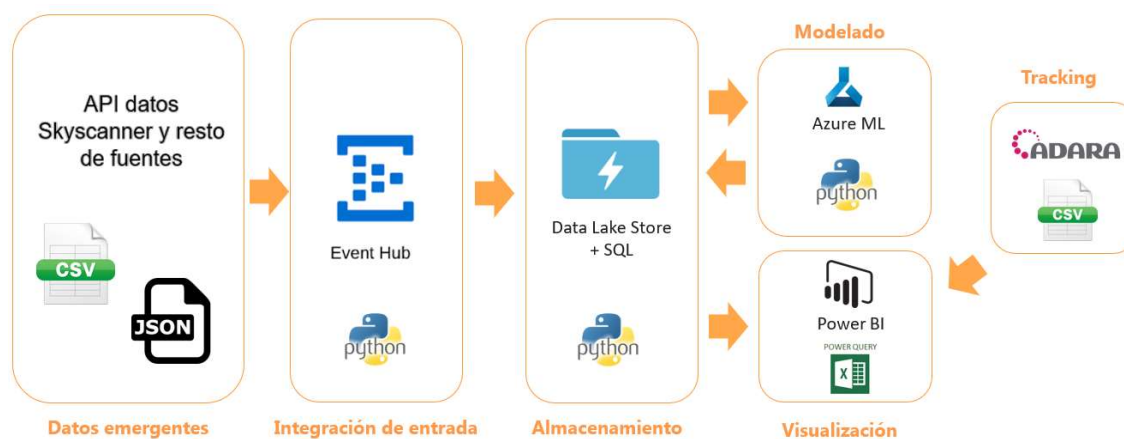 API datos
Skyscanner y resto
de fuentes
CSV
JSON
Datos emergentes
Event Hub
python
Integración de entrada
Data Lake Store
+ SQL
python
Almacenamiento
Modelado
Azure ML
python
Power BI
POWER QUERY
X
Visualización
Tracking
ADARA
CSV